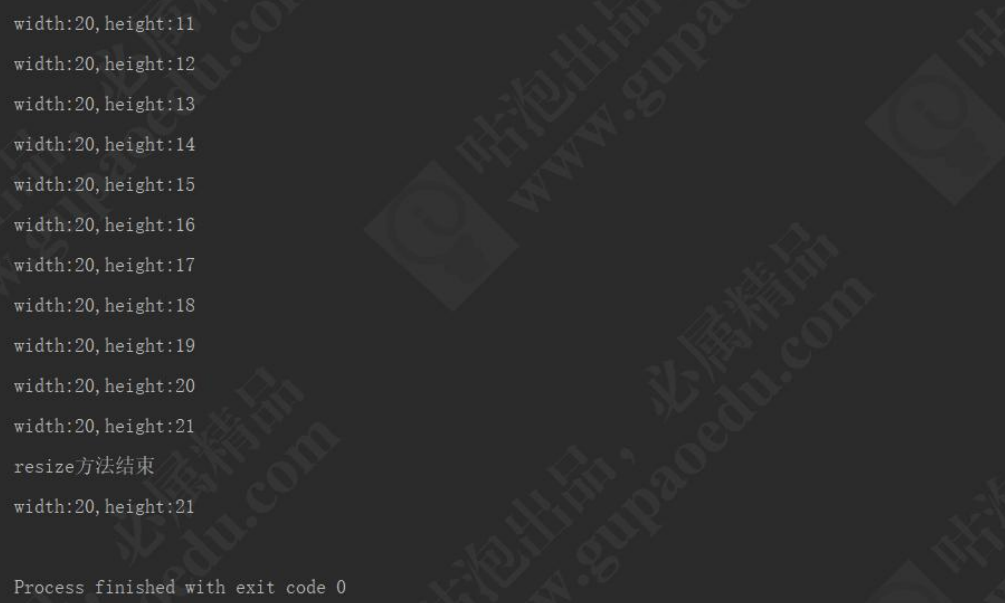 width:20,height:11
width:20,height:12
width:20,height:13
width:20,height:14
width:20,height:15
width:20,height:16
width:20,height:17
width:20,height:18
width:20,height:19
width:20,height:20
width:20,height:21
resize方法结束
width:20,height:21
Process finished with exit code 0
咕泡出品，必属精品
www.gupaoedu.com